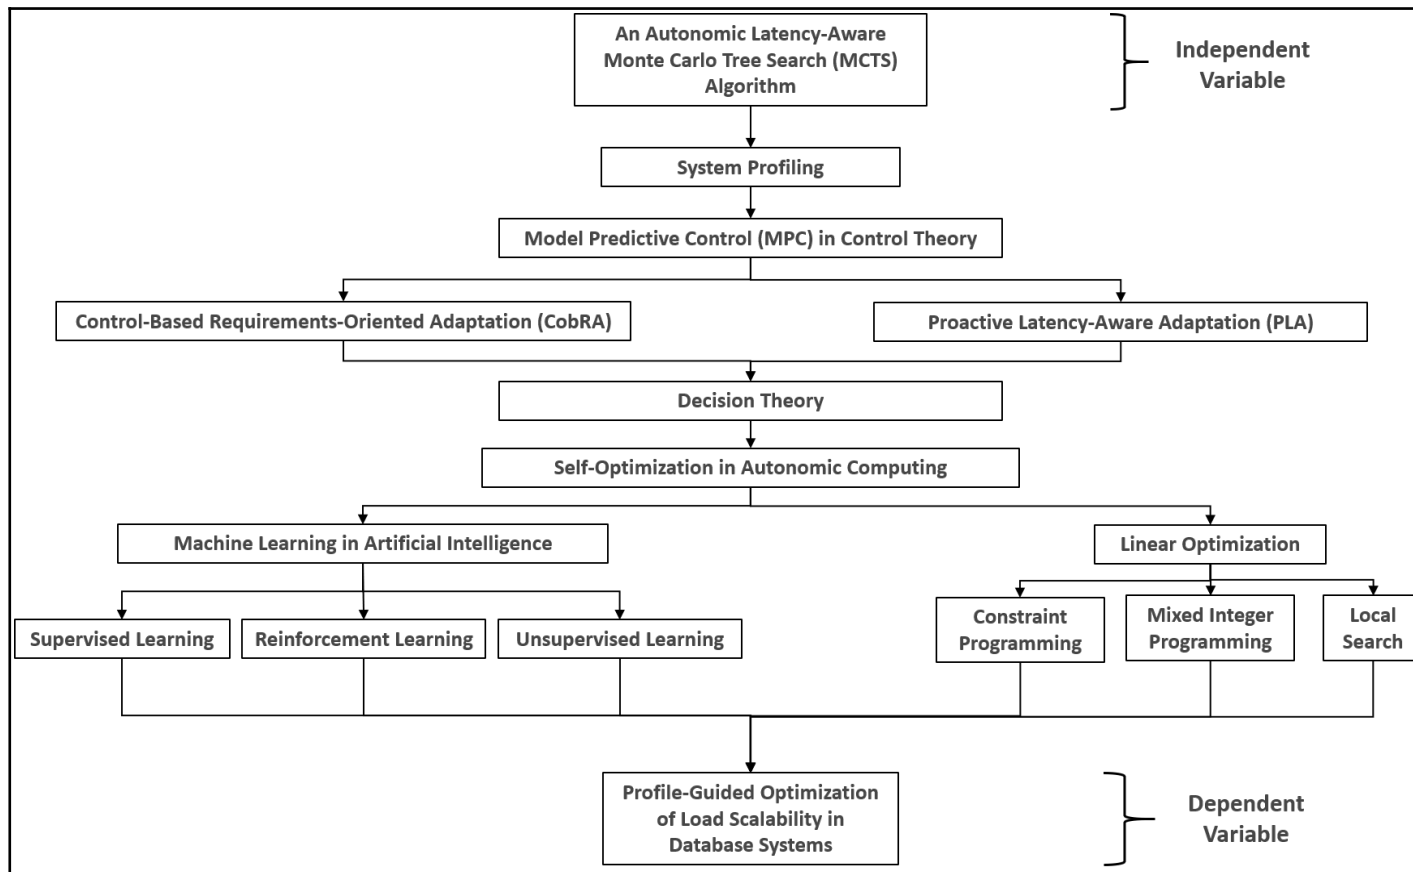 An Autonomic Latency-Aware
Monte Carlo Tree Search (MCTS)
Algorithm
Independent
Variable
System Profiling
Model Predictive Control (MPC) in Control Theory
Control-Based Requirements-Oriented Adaptation (CobRA)
Proactive Latency-Aware Adaptation (PLA)
Decision Theory
Self-Optimization in Autonomic Computing
Machine Learning in Artificial Intelligence
Linear Optimization
Supervised Learning
Reinforcement Learning
Unsupervised Learning
Constraint
Programming
Mixed Integer
Programming
Local
Search
Profile-Guided Optimization
of Load Scalability in
Database Systems
Dependent
Variable